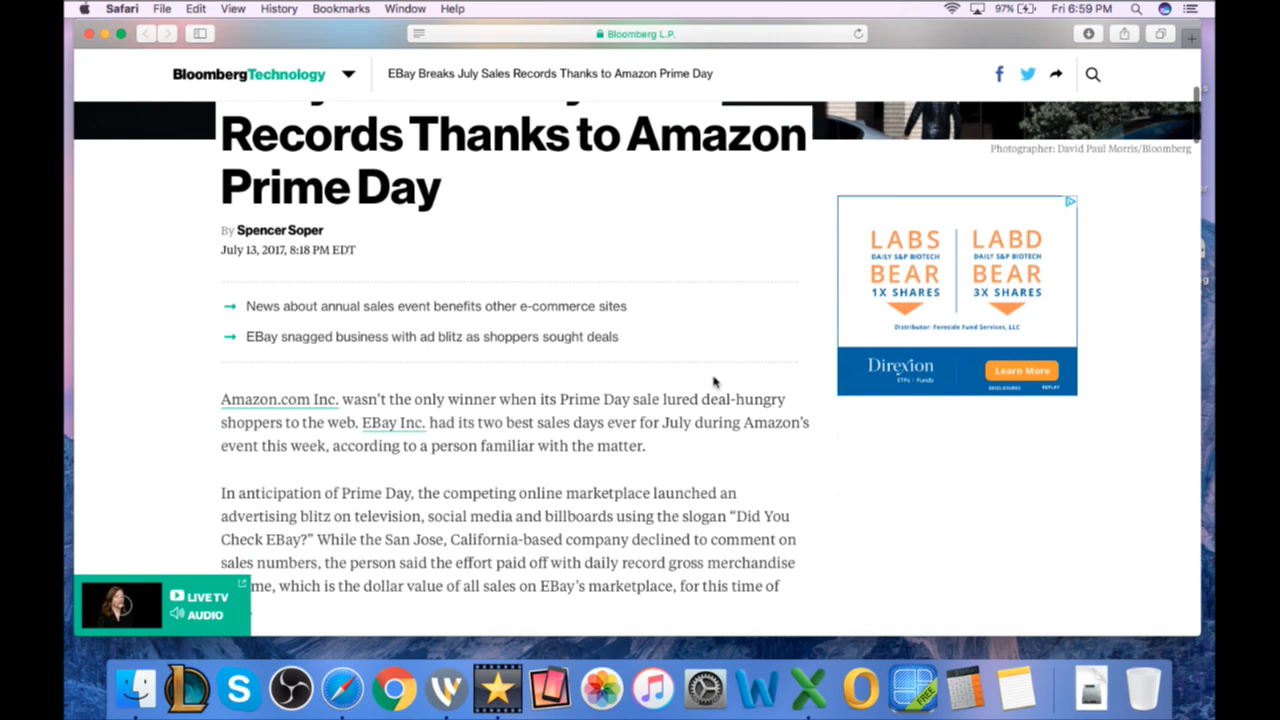 Safari File Edit View History Bookmarks Window Help 97% Fri 6:59 PM
Bloomberg L.P.
BloombergTechnology EBay Breaks July Sales Records Thanks to Amazon Prime Day
Records Thanks to Amazon
Prime Day
Photographer: David Paul Morris/Bloomberg
By Spencer Soper
July 13, 2017, 8:18 PM EDT
News about annual sales event benefits other e-commerce sites
EBay snagged business with ad blitz as shoppers sought deals
Amazon.com Inc. wasn't the only winner when its Prime Day sale lured deal-hungry
shoppers to the web. EBay Inc. had its two best sales days ever for July during Amazon's
event this week, according to a person familiar with the matter.
In anticipation of Prime Day, the competing online marketplace launched an
advertising blitz on television, social media and billboards using the slogan "Did You
Check EBay?" While the San Jose, California-based company declined to comment on
sales numbers, the person said the effort paid off with daily record gross merchandise
me, which is the dollar value of all sales on EBay's marketplace, for this time of
LABS
DAILY S&P BIOTECH
BEAR
1X SHARES
LABD
DAILY S&P BIOTECH
BEAR
3X SHARES
Distributor: Foreside Fund Services, LLC
Direxion
ETFs | Funds
Learn More
DISCLOSURES REPLAY
LIVE TV
AUDIO
FREE